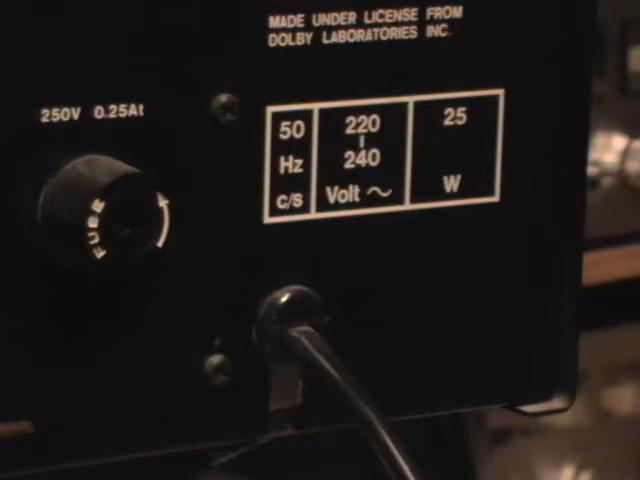 MADE UNDER LICENSE FROM
DOLBY LABORATORIES INC.
250V 0.25At
50
Hz
c/s
220
240
Volt ~
25
W
FUSE